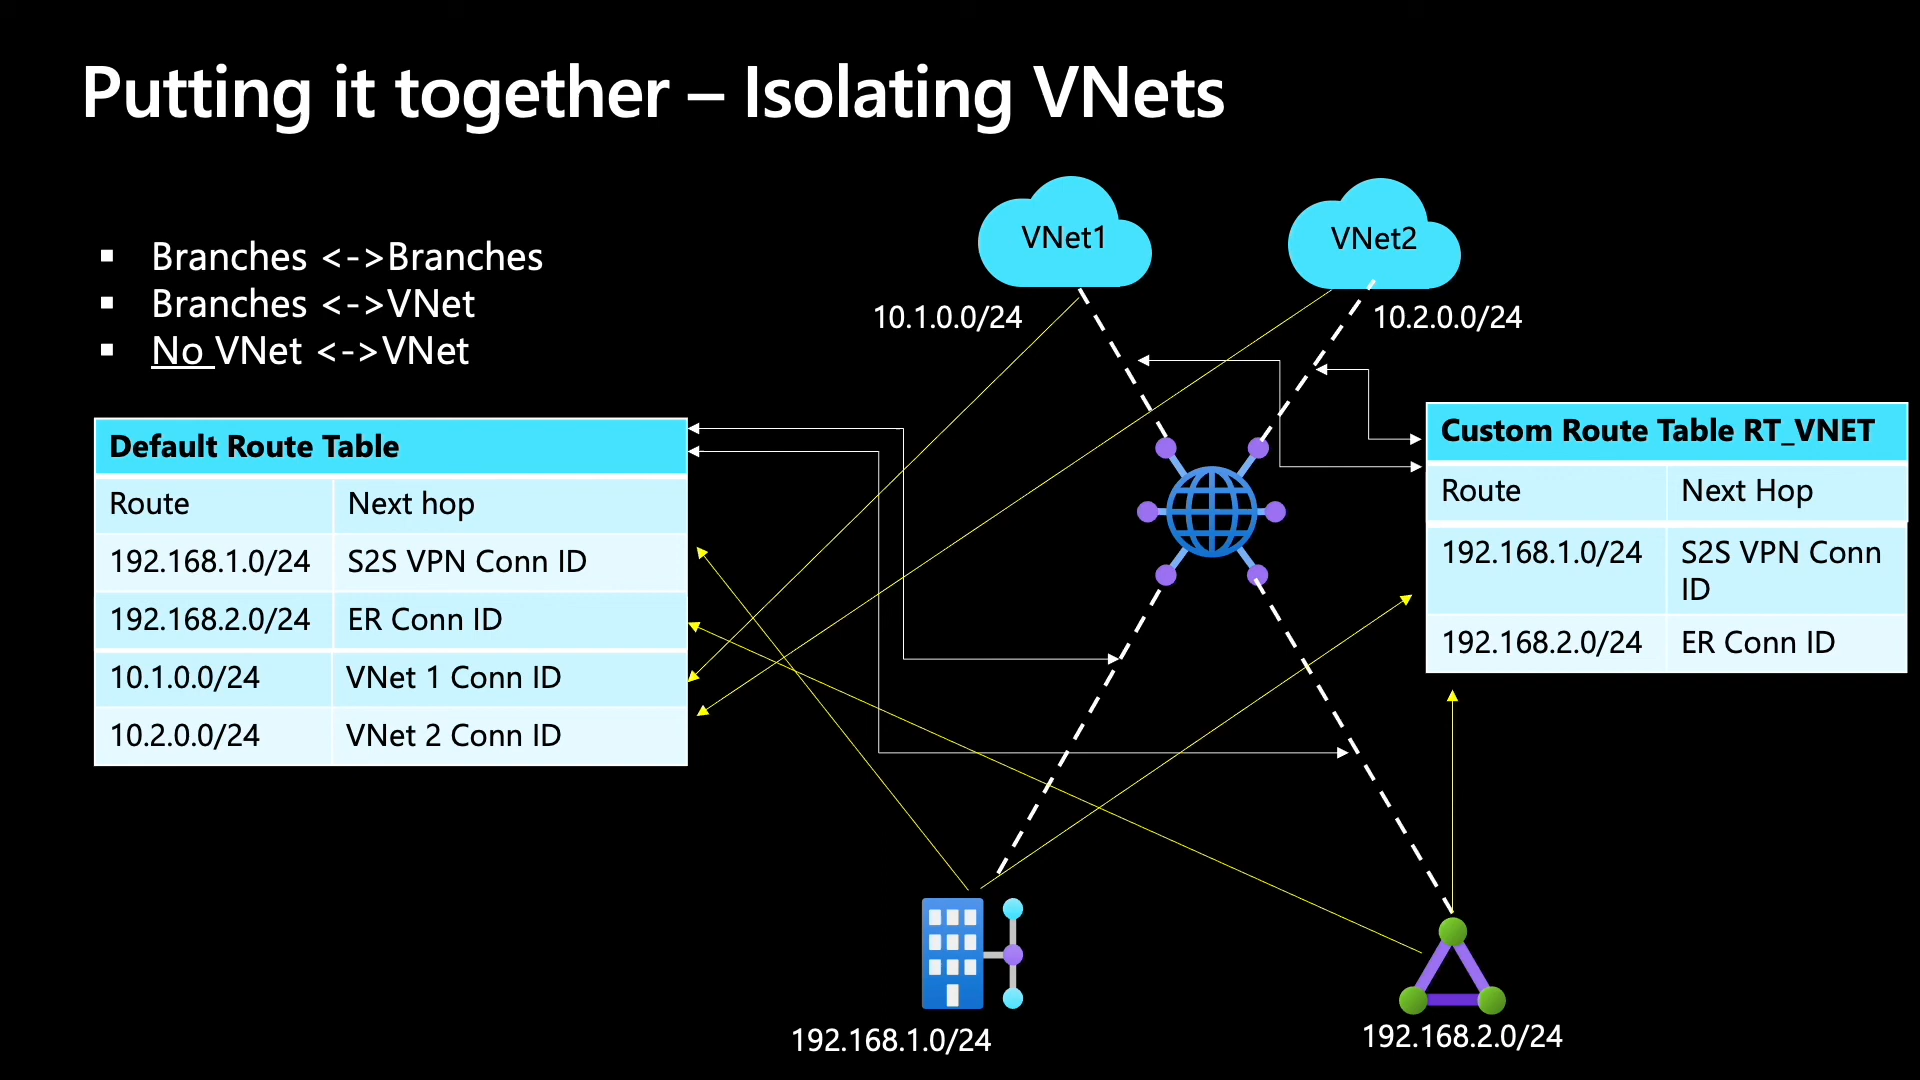 Putting it together – Isolating VNets
▪ Branches <->Branches
▪ Branches <->VNet
▪ No VNet <->VNet
VNet1
VNet2
10.1.0.0/24
10.2.0.0/24
Default Route Table
Route Next hop
192.168.1.0/24 S2S VPN Conn ID
192.168.2.0/24 ER Conn ID
10.1.0.0/24 VNet 1 Conn ID
10.2.0.0/24 VNet 2 Conn ID
Custom Route Table RT_VNET
Route Next Hop
192.168.1.0/24 S2S VPN Conn
ID
192.168.2.0/24 ER Conn ID
192.168.1.0/24
192.168.2.0/24